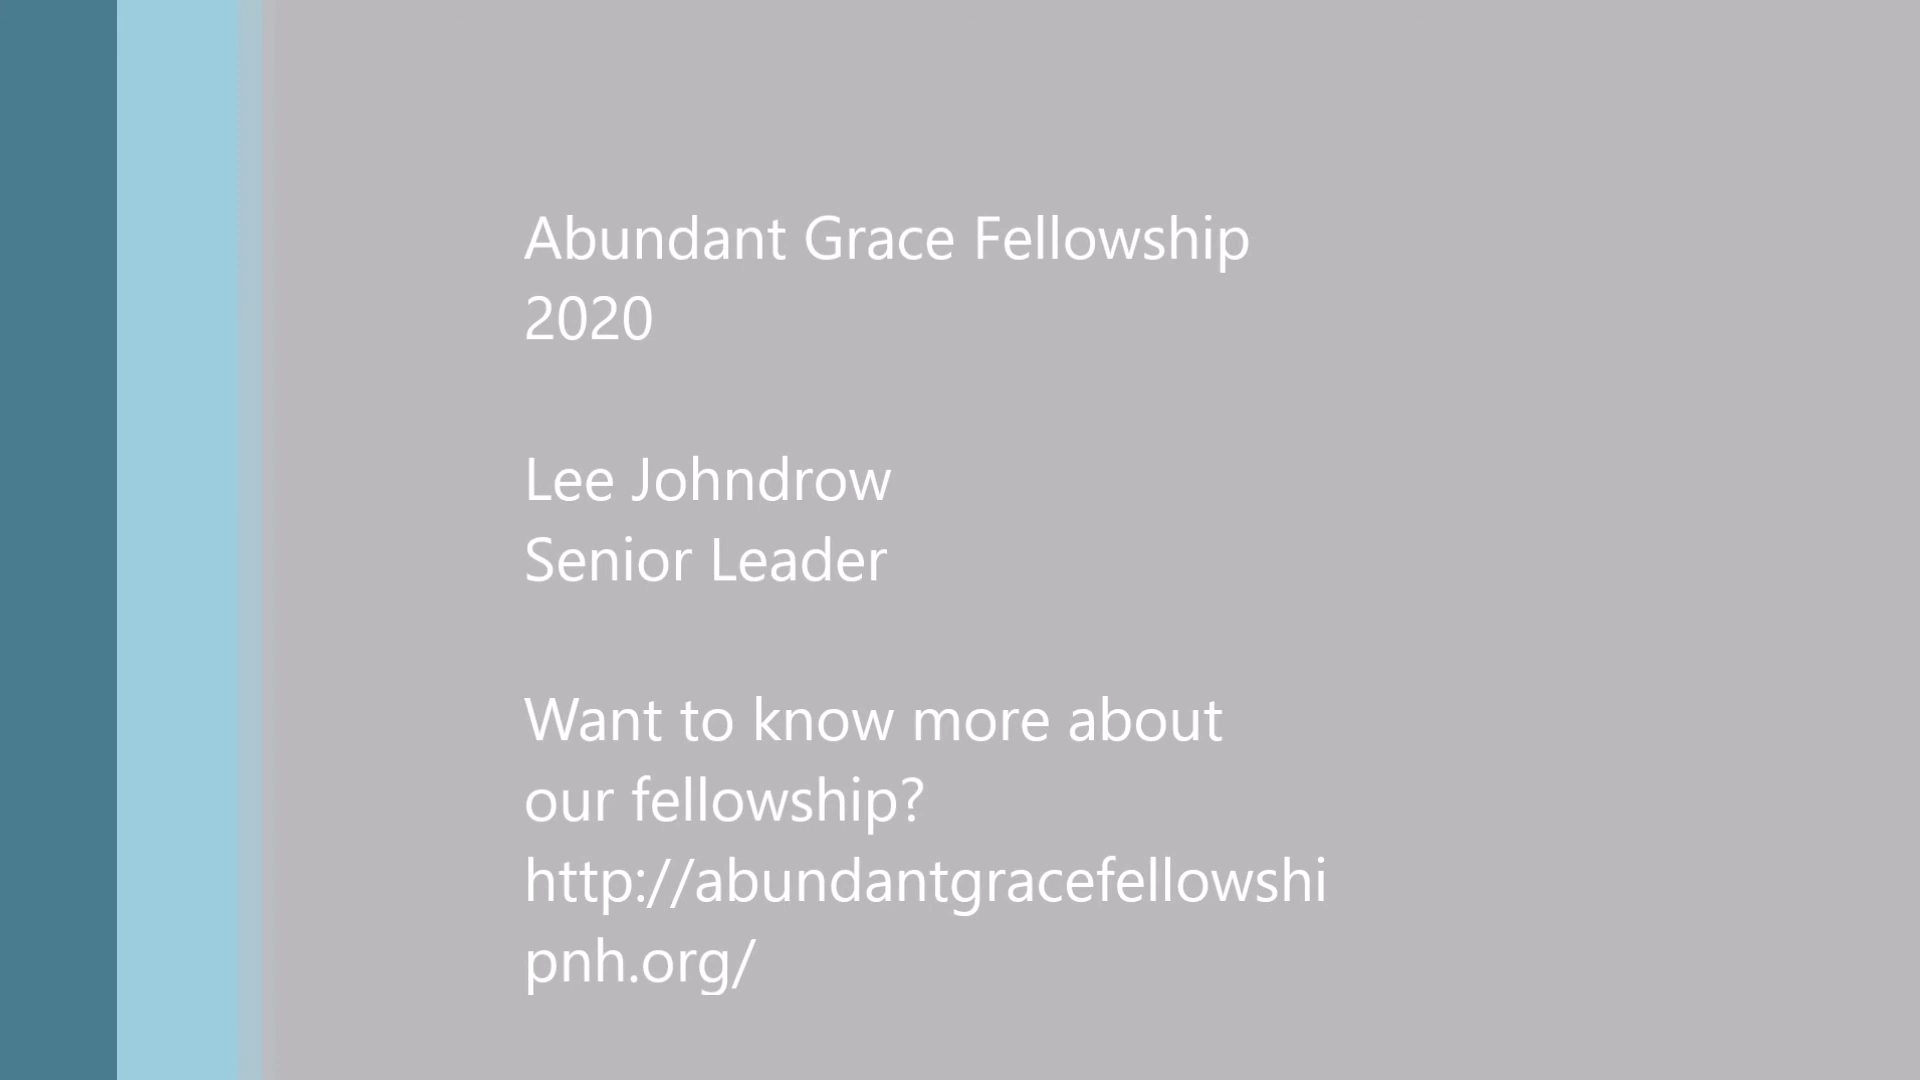 Abundant Grace Fellowship
2020
Lee Johndrow
Senior Leader
Want to know more about
our fellowship?
http://abundantgracefellowshi
pnh.org/